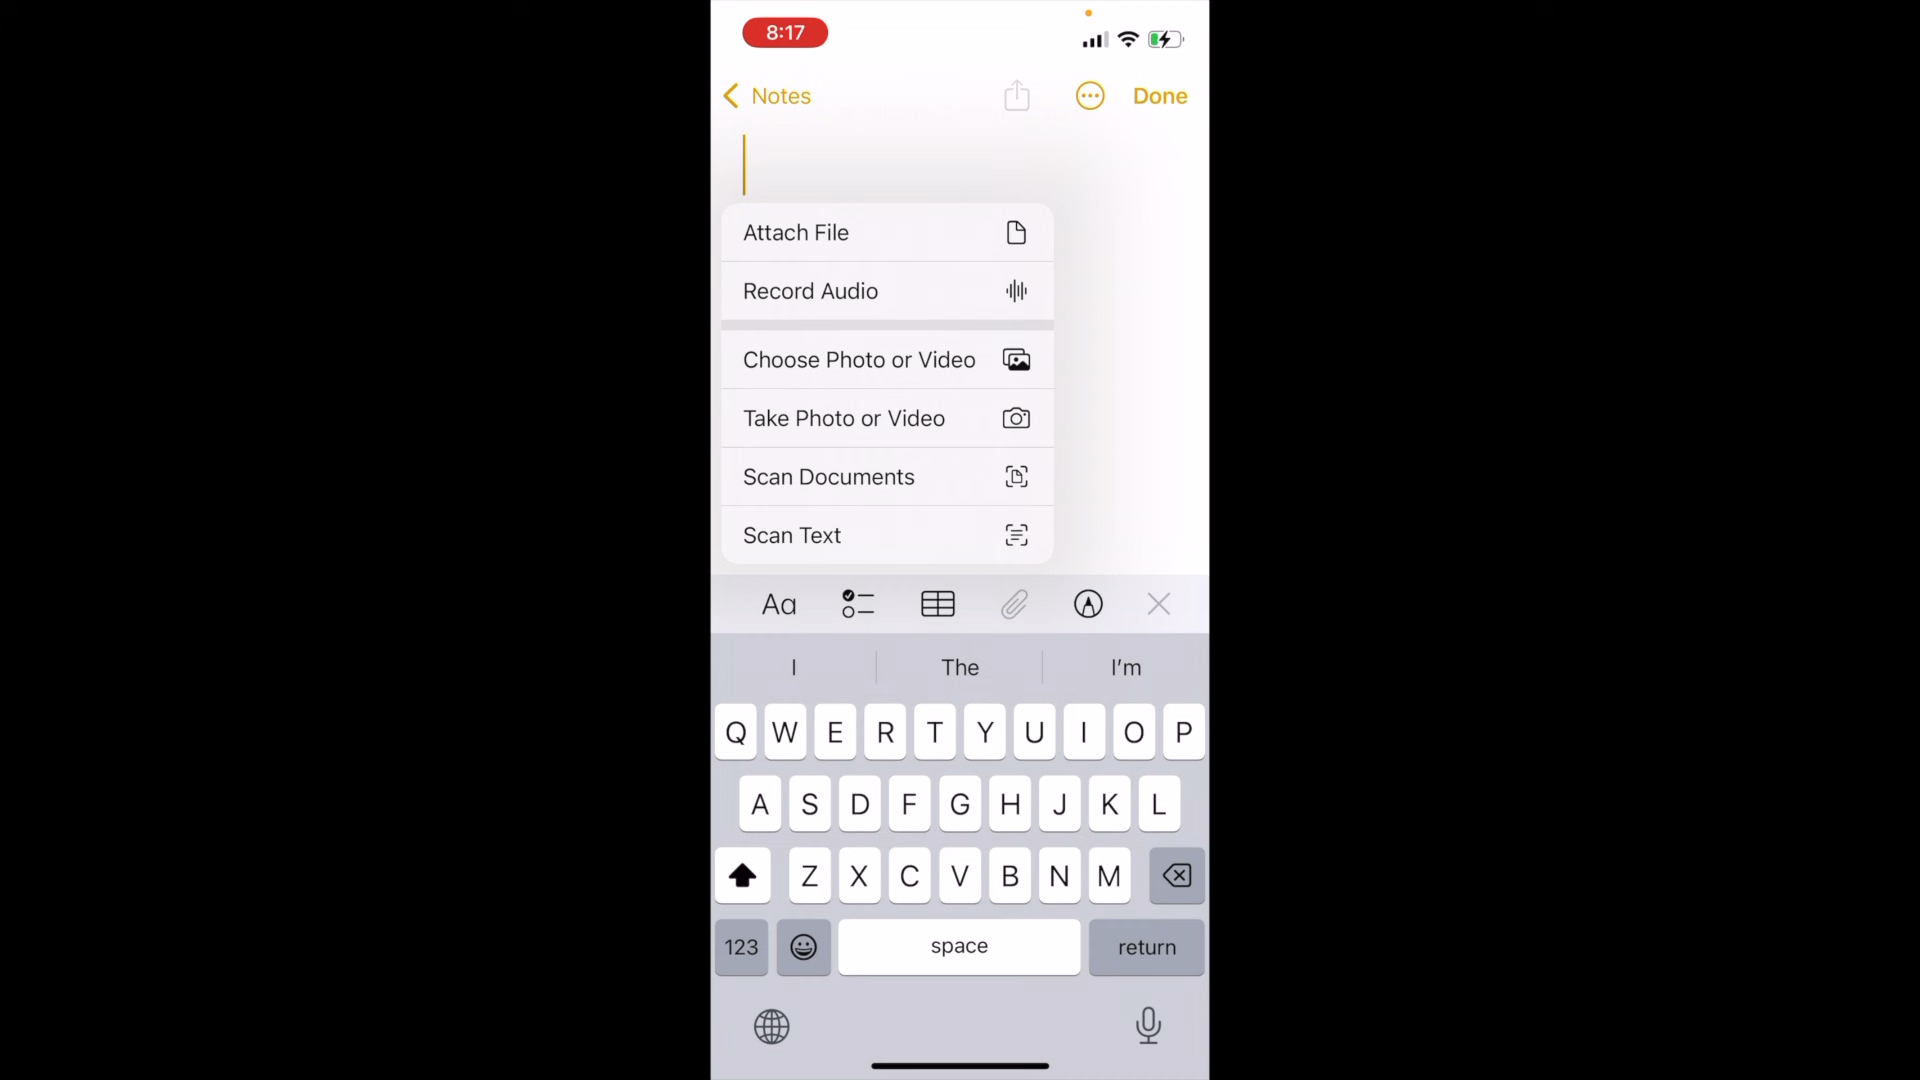 8:17
Notes
Done
Attach File
Record Audio
Choose Photo or Video
Take Photo or Video
Scan Documents
Scan Text
Aa
I The I'm
Q W E R T Y U I O P
A S D F G H J K L
Z X C V B N M
123 space return